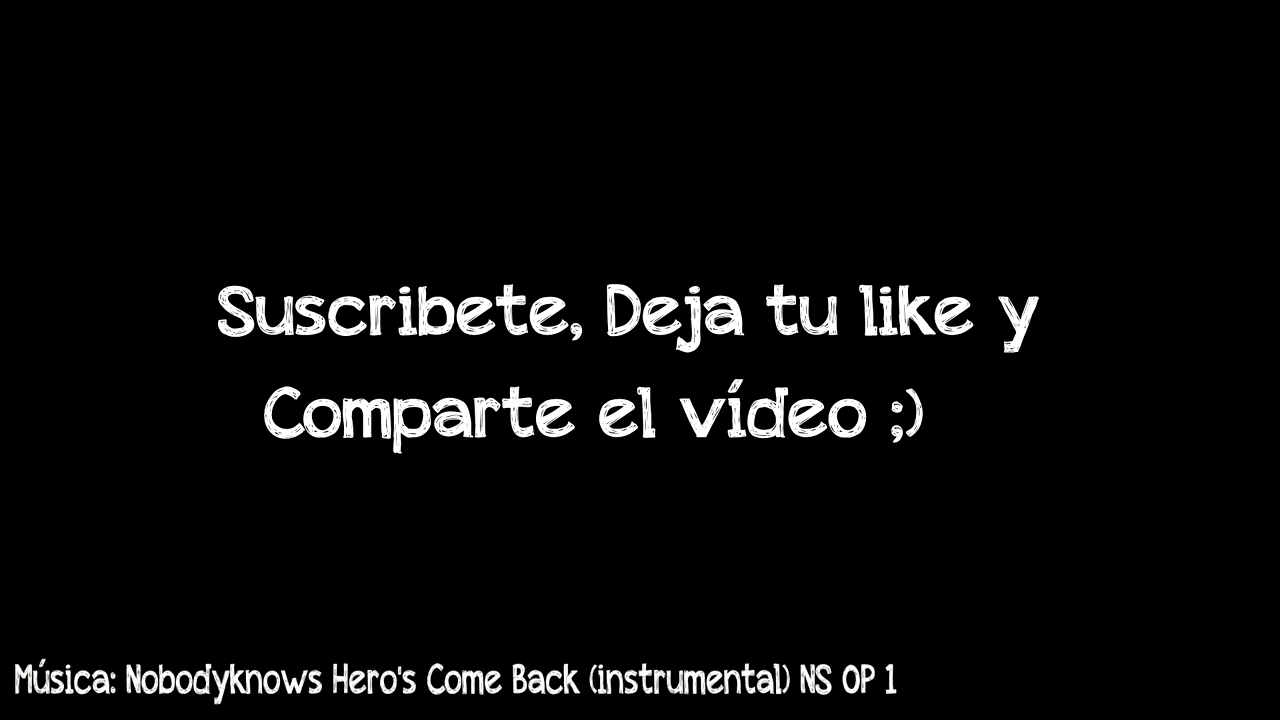 Suscribete, Deja tu like y
Comparte el vídeo ;)
Música: Nobodyknows Hero's Come Back (instrumental) NS OP 1